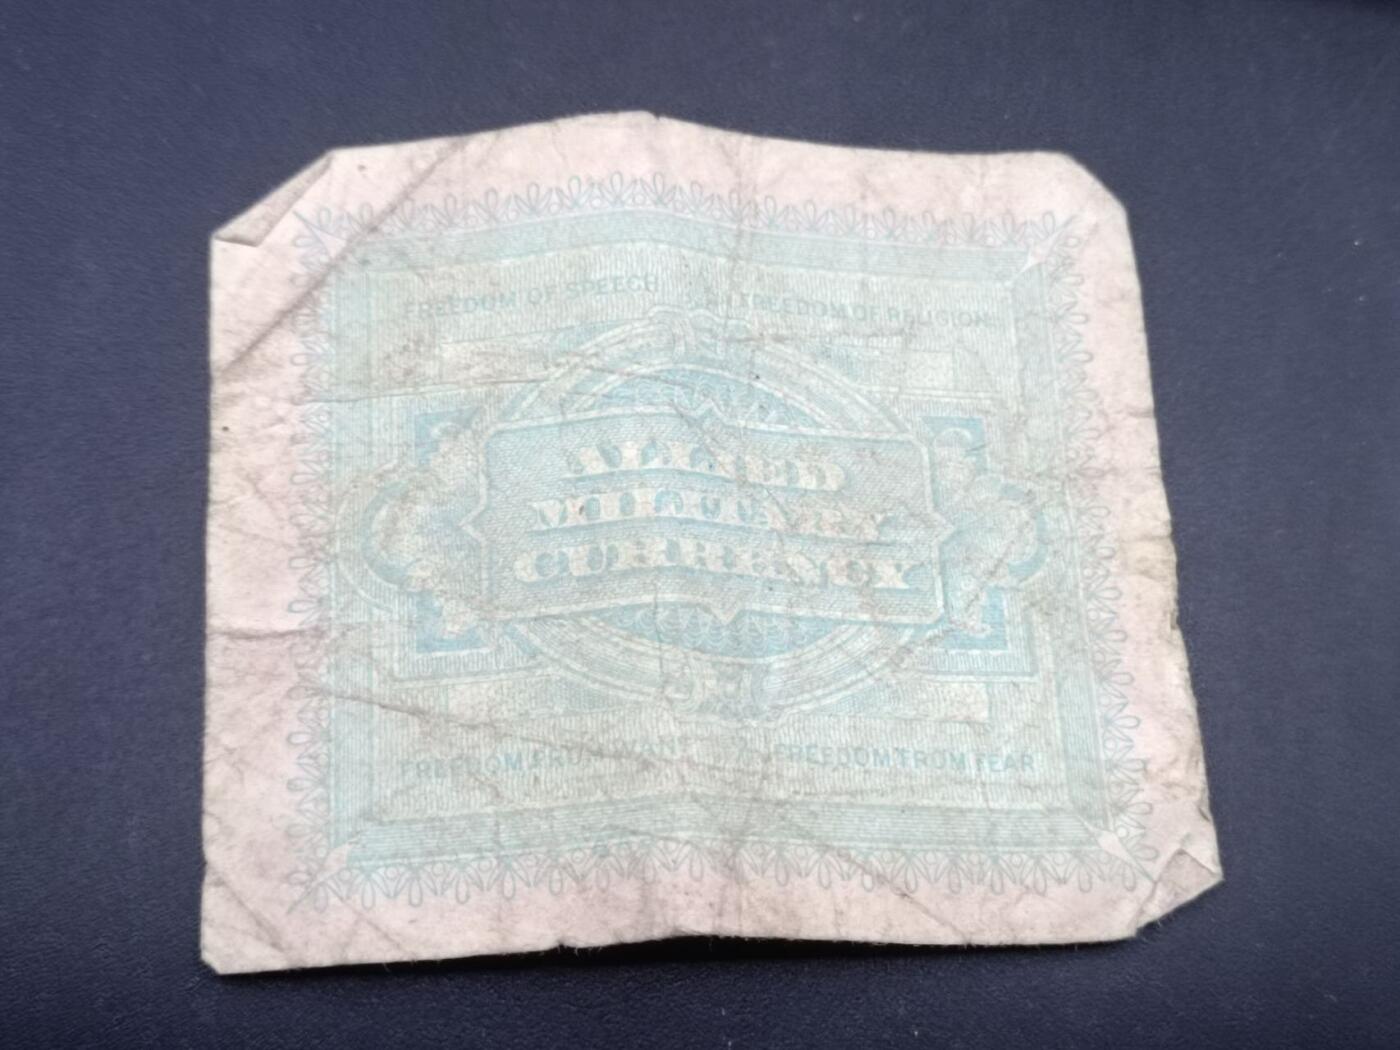 FREEDOM OF SPEECH FREEDOM OF RELIGION
ALLIED
MILITARY
CURRENCY
FREEDOM FROM WANT FREEDOM FROM FEAR